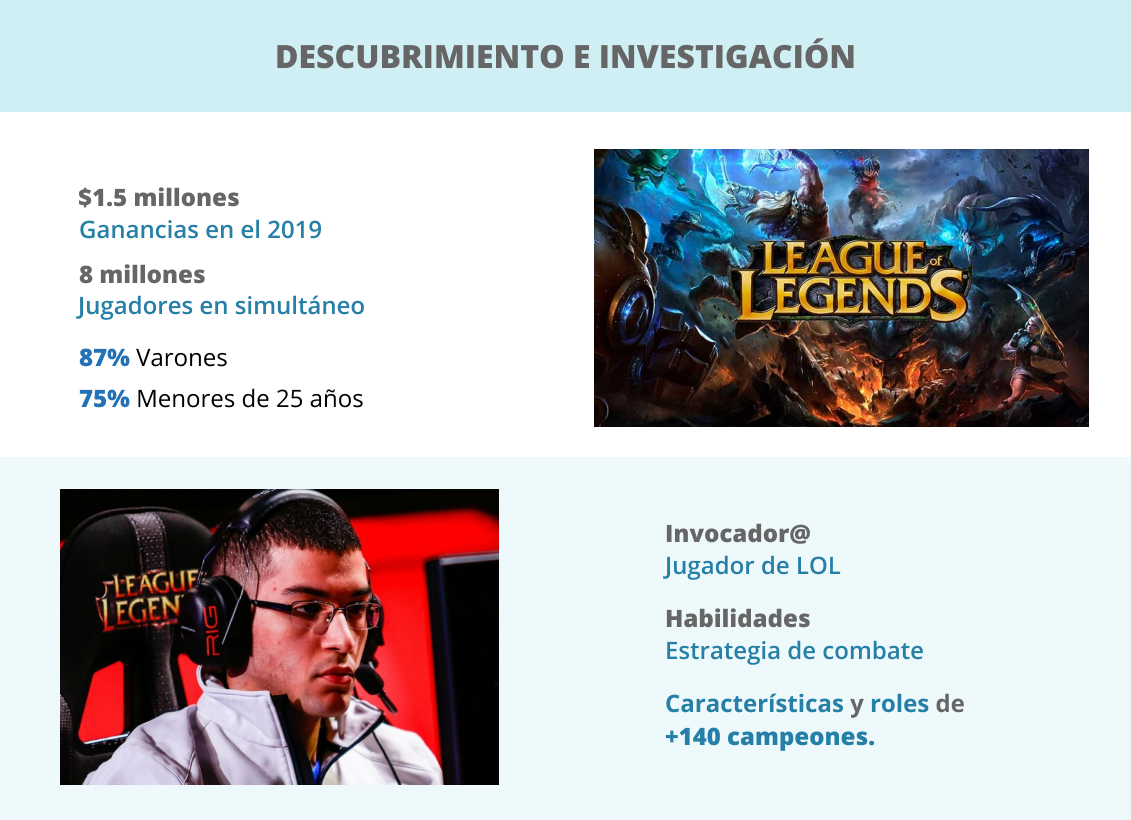 DESCUBRIMIENTO E INVESTIGACIÓN
$1.5 millones
Ganancias en el 2019
8 millones
Jugadores en simultáneo
87% Varones
75% Menores de 25 años
LEAGUE of
LEGENDS
LEAGUE
LEGEN
RIG
Invocador@
Jugador de LOL
Habilidades
Estrategia de combate
Características y roles de
+140 campeones.